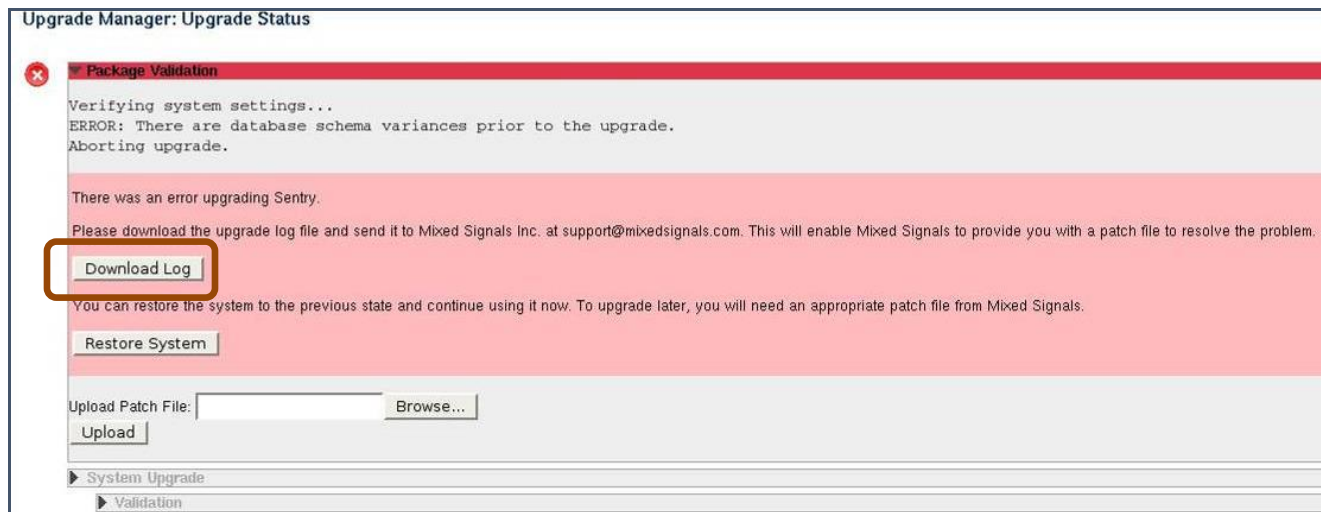 Upgrade Manager: Upgrade Status
Package Validation
Verifying system settings...
ERROR: There are database schema variances prior to the upgrade.
Aborting upgrade.
There was an error upgrading Sentry.
Please download the upgrade log file and send it to Mixed Signals Inc. at support@mixedsignals.com. This will enable Mixed Signals to provide you with a patch file to resolve the problem.
Download Log
You can restore the system to the previous state and continue using it now. To upgrade later, you will need an appropriate patch file from Mixed Signals.
Restore System
Upload Patch File: Browse...
Upload
System Upgrade
Validation